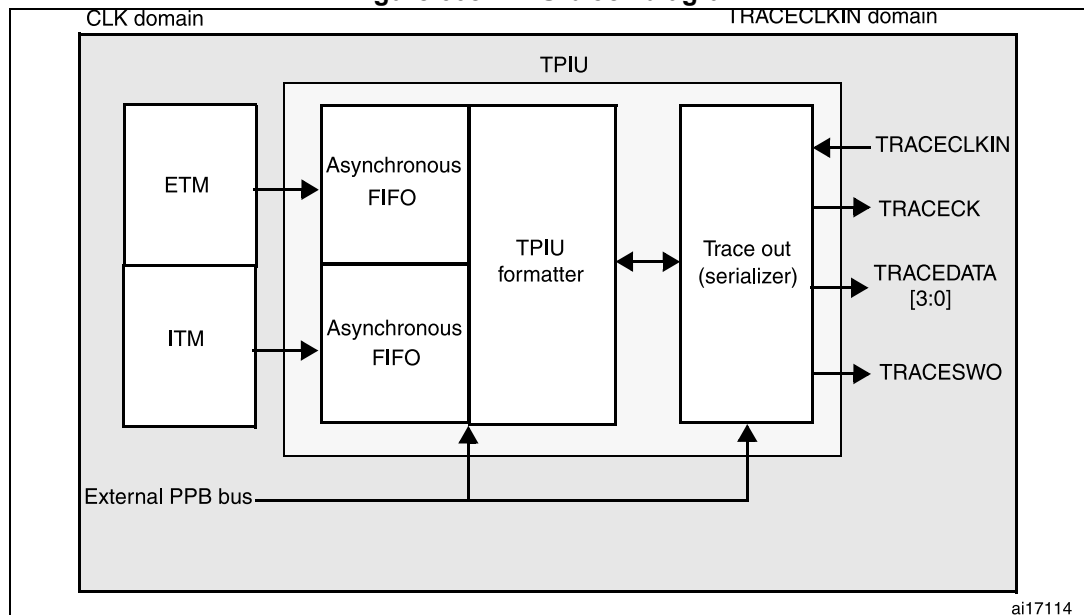 CLK domain
TRACECLKIN domain
TPIU
ETM
Asynchronous
FIFO
TPIU
formatter
Trace out
(serializer)
TRACECLKIN
TRACECK
TRACEDATA
[3:0]
TRACESWO
ITM
Asynchronous
FIFO
External PPB bus
ai17114